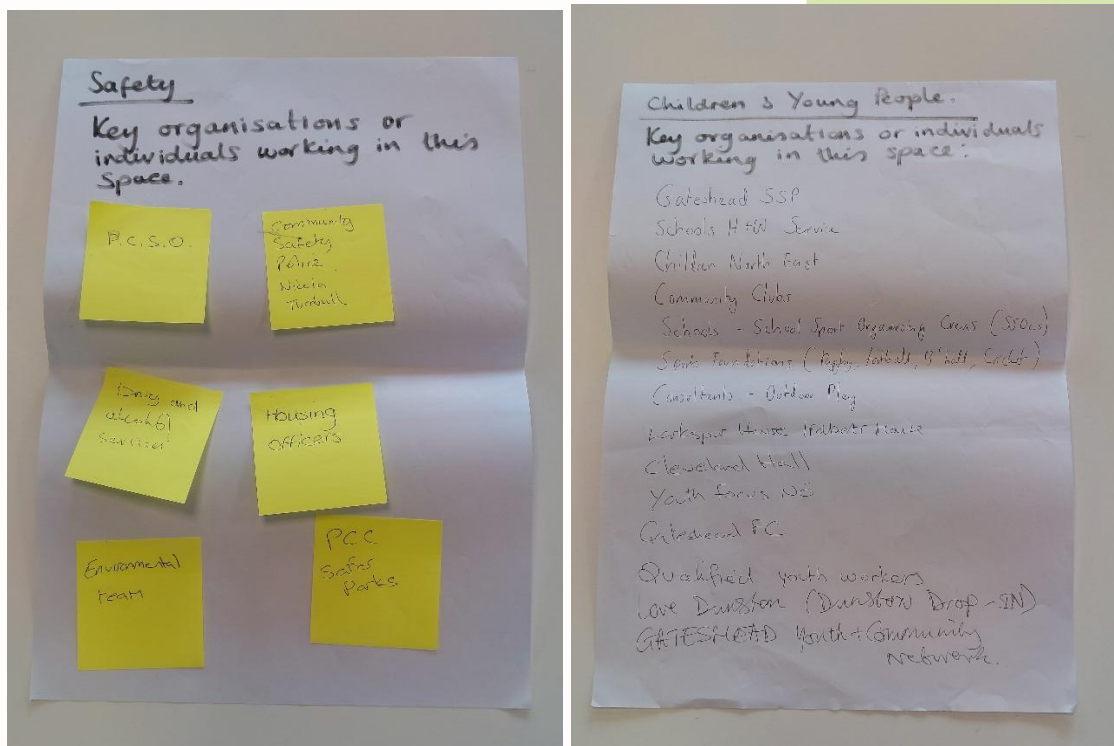 Safety
Key organisations or
individuals working in this
Space.
P.C.S.O.
Community
Safety
Police
Nicola
Turnbull
Drug and
alcohol
Services
Housing
officers
Environmental
team
PCC
Safer
Parks
Children & Young People.
Key organisations or individuals
working in this space:
Gateshead SSP
Schools H+W Service
Children North East
Community Clubs
Schools - School Sport Organising Crews (SSOCs)
Sports Foundations (Rugby, football, B'ball, Cricket)
Consultants - Outdoor Play
Larkspur House
Cleveland Hall
Youth focus NE
Gateshead FC
Qualified youth workers
Love Dunston (Dunston Drop-IN)
GATESHEAD Youth + Community
Network.